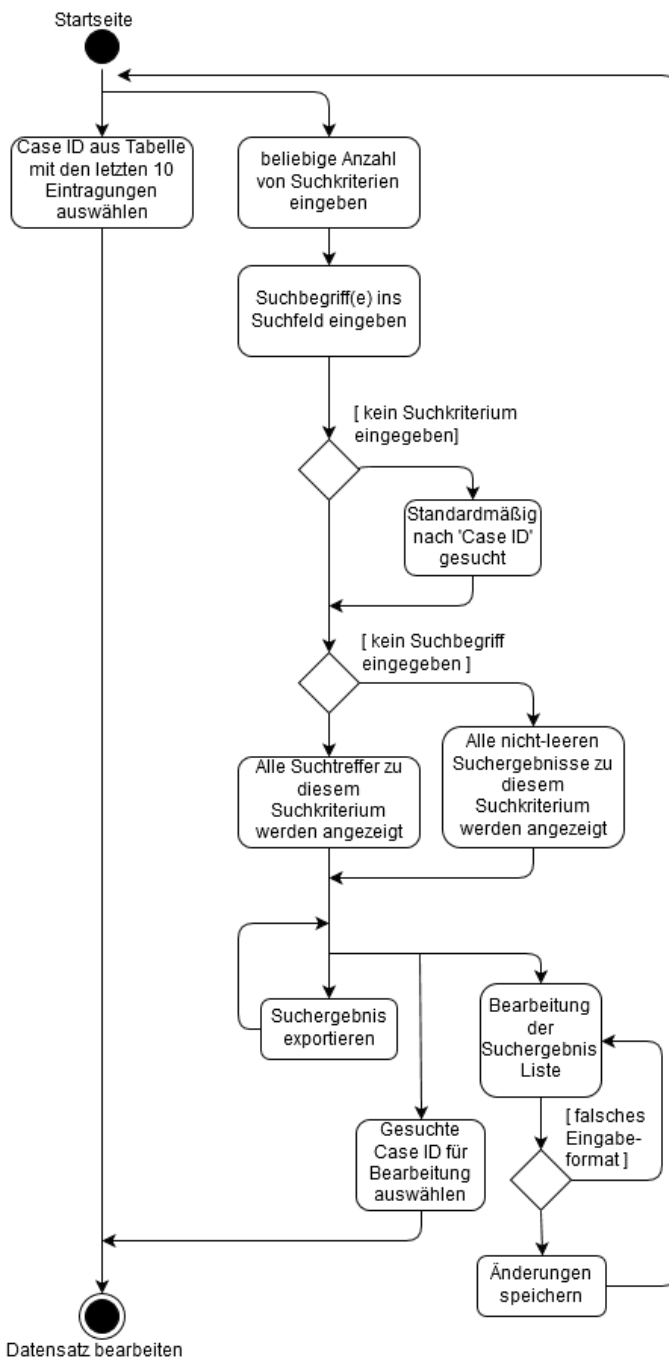 Startseite
Case ID aus Tabelle
mit den letzten 10
Eintragungen
auswählen
beliebige Anzahl
von Suchkriterien
eingeben
Suchbegriff(e) ins
Suchfeld eingeben
[ kein Suchkriterium
eingegeben]
Standardmäßig
nach 'Case ID'
gesucht
[ kein Suchbegriff
eingegeben ]
Alle Suchtreffer zu
diesem
Suchkriterium
werden angezeigt
Alle nicht-leeren
Suchergebnisse zu
diesem
Suchkriterium
werden angezeigt
Suchergebnis
exportieren
Bearbeitung
der
Suchergebnis
Liste
[ falsches
Eingabe-
format ]
Gesuchte
Case ID für
Bearbeitung
auswählen
Änderungen
speichern
Datensatz bearbeiten